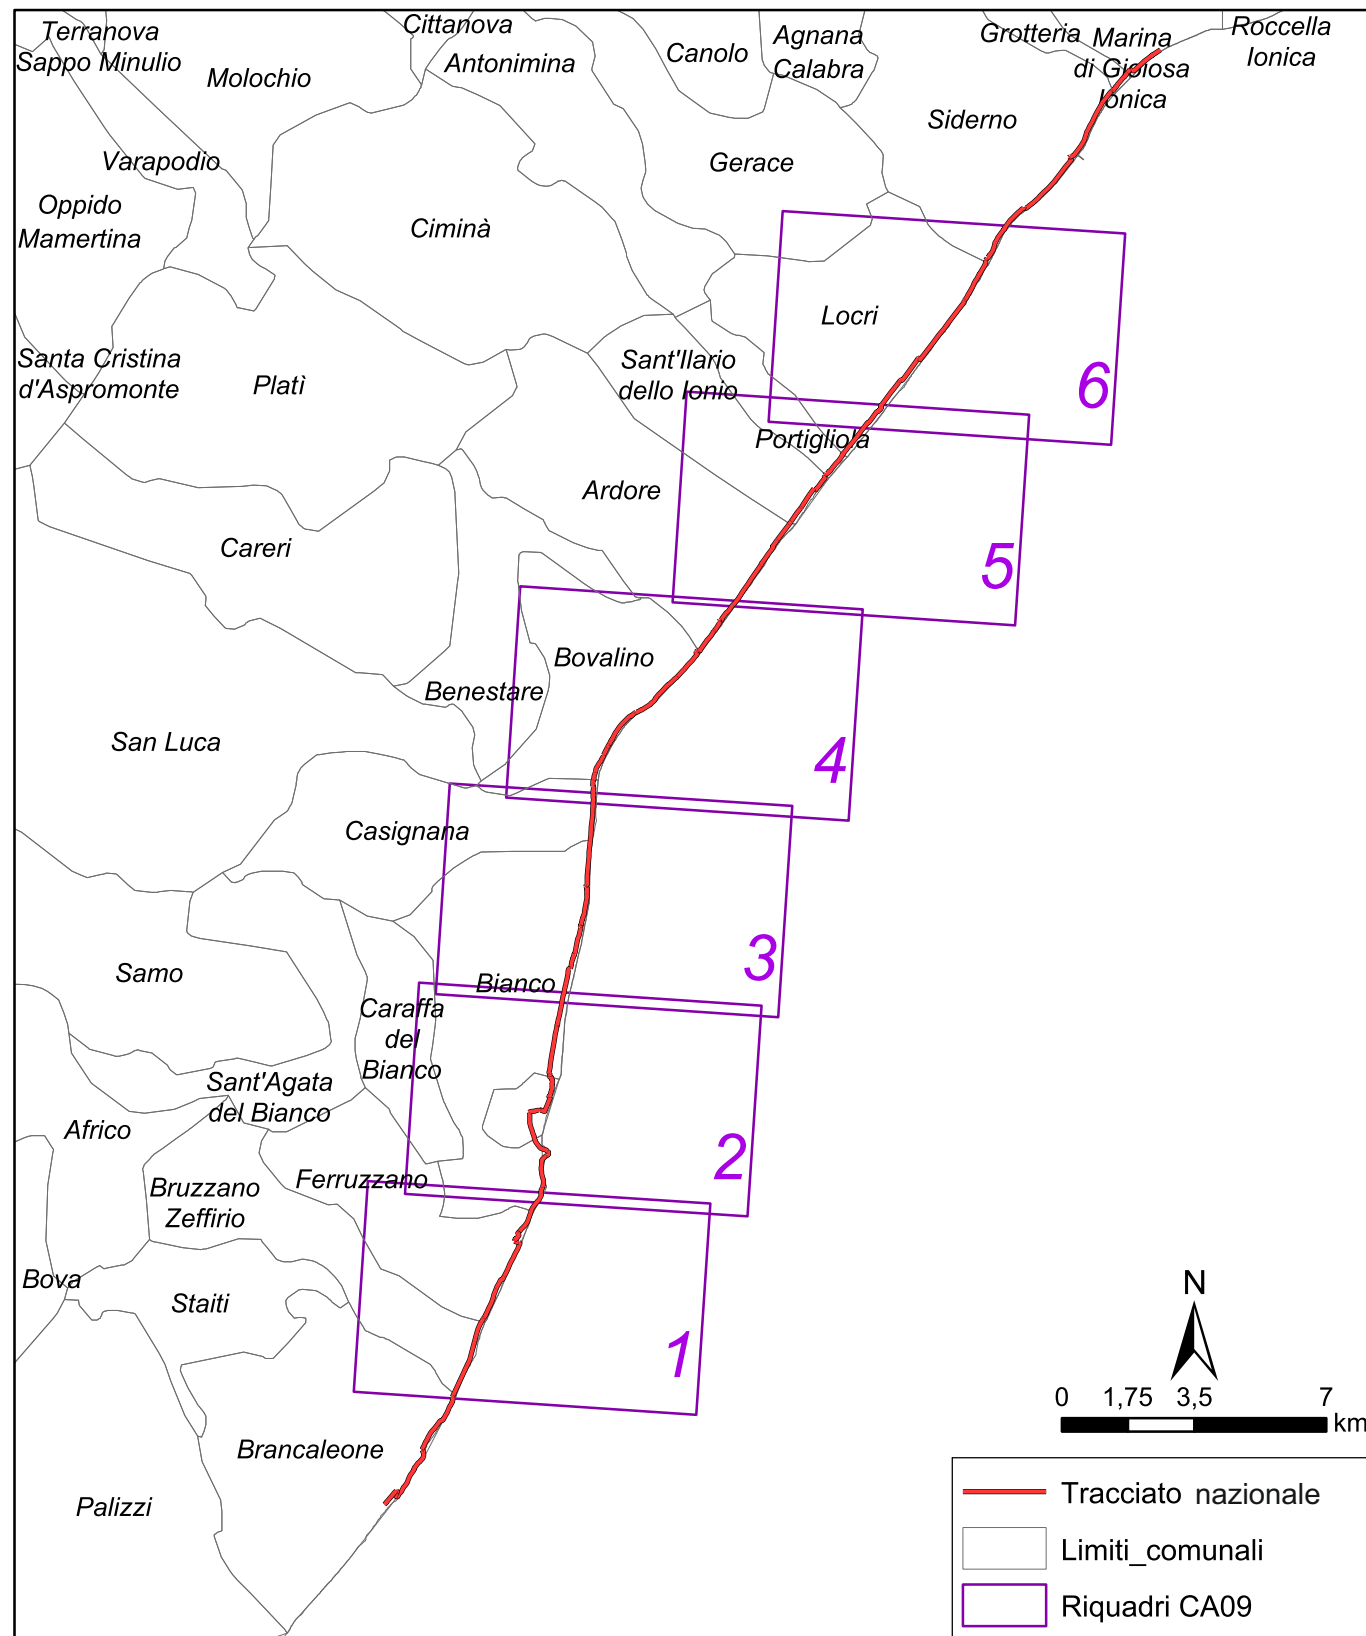 Terranova
Sappo Minulio
Cittanova
Molochio
Antonimina
Canolo
Agnana
Calabra
Grotteria
Marina
di Gioiosa
Ionica
Roccella
Ionica
Siderno
Varapodio
Gerace
Oppido
Mamertina
Ciminà
Locri
Santa Cristina
d'Aspromonte
Platì
Sant'Ilario
dello Ionio
6
Portigliola
Ardore
Careri
5
Bovalino
Benestare
San Luca
4
Casignana
3
Samo
Bianco
Caraffa
del
Bianco
Sant'Agata
del Bianco
Africo
2
Ferruzzano
Bruzzano
Zeffirio
Bova
Staiti
1
Brancaleone
Palizzi
N
0 1,75 3,5 7
km
Tracciato nazionale
Limiti_comunali
Riquadri CA09